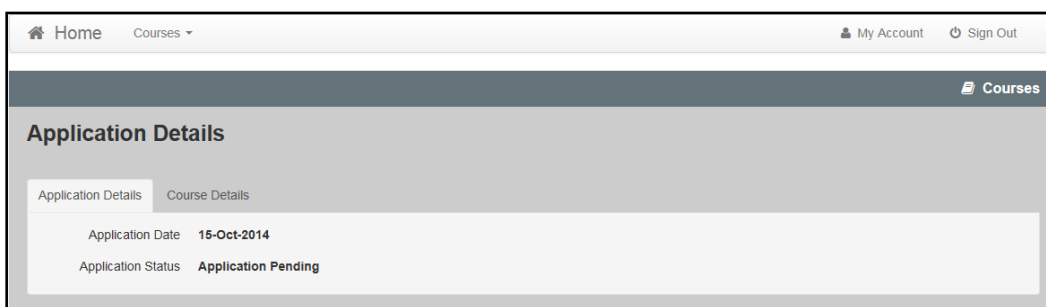 Home Courses My Account Sign Out
Courses
Application Details
Application Details Course Details
Application Date 15-Oct-2014
Application Status Application Pending